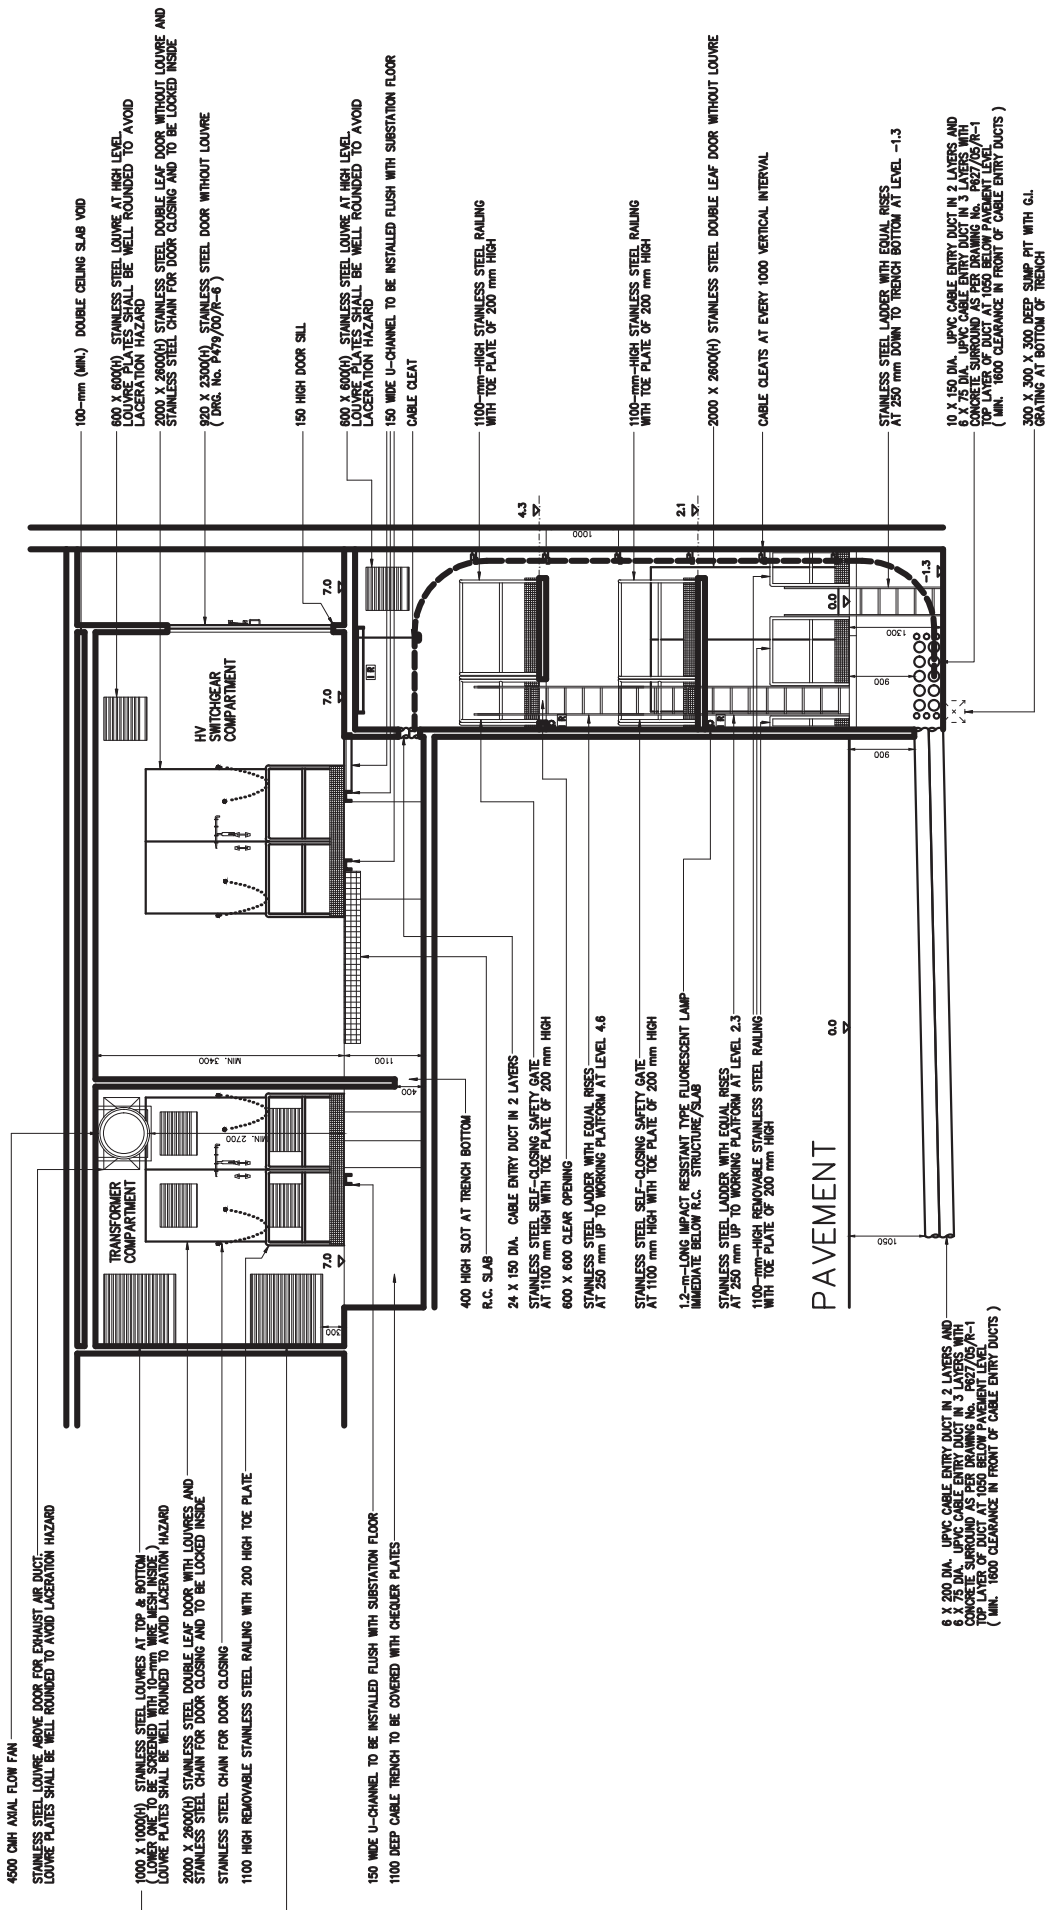 4500 CMH AXIAL FLOW FAN
STAINLESS STEEL LOUVRE ABOVE DOOR FOR EXHAUST AIR DUCT.
LOUVRE PLATES SHALL BE WELL ROUNDED TO AVOID LACERATION HAZARD
1000 X 1000(H) STAINLESS STEEL LOUVRES AT TOP & BOTTOM
( LOWER ONE TO BE SCREENED WITH 10-mm WIRE MESH INSIDE )
LOUVRE PLATES SHALL BE WELL ROUNDED TO AVOID LACERATION HAZARD
2000 X 2600(H) STAINLESS STEEL DOUBLE LEAF DOOR WITH LOUVRES AND
STAINLESS STEEL CHAIN FOR DOOR CLOSING AND TO BE LOCKED INSIDE
STAINLESS STEEL CHAIN FOR DOOR CLOSING
1100 HIGH REMOVABLE STAINLESS STEEL RAILING WITH 200 HIGH TOE PLATE
150 WIDE U-CHANNEL TO BE INSTALLED FLUSH WITH SUBSTATION FLOOR
1100 DEEP CABLE TRENCH TO BE COVERED WITH CHEQUER PLATES
6 X 200 DIA. UPVC CABLE ENTRY DUCT IN 2 LAYERS AND
6 X 75 DIA. UPVC CABLE ENTRY DUCT IN 3 LAYERS WITH
CONCRETE SURROUND AS PER DRAWING No. P627/05/R-1
TOP LAYER OF DUCT AT 1050 BELOW PAVEMENT LEVEL
( MIN. 1600 CLEARANCE IN FRONT OF CABLE ENTRY DUCTS )
TRANSFORMER
COMPARTMENT
MIN. 2700
7.0
300
MIN. 3400
1100
400
HV
SWITCHGEAR
COMPARTMENT
7.0
7.0
400 HIGH SLOT AT TRENCH BOTTOM
R.C. SLAB
24 X 150 DIA. CABLE ENTRY DUCT IN 2 LAYERS
STAINLESS STEEL SELF-CLOSING SAFETY GATE
AT 1100 mm HIGH WITH TOE PLATE OF 200 mm HIGH
600 X 600 CLEAR OPENING
STAINLESS STEEL LADDER WITH EQUAL RISES
AT 250 mm UP TO WORKING PLATFORM AT LEVEL 4.6
STAINLESS STEEL SELF-CLOSING SAFETY GATE
AT 1100 mm HIGH WITH TOE PLATE OF 200 mm HIGH
1.2-m-LONG IMPACT RESISTANT TYPE FLUORESCENT LAMP
IMMEDIATE BELOW R.C. STRUCTURE/SLAB
STAINLESS STEEL LADDER WITH EQUAL RISES
AT 250 mm UP TO WORKING PLATFORM AT LEVEL 2.3
1100-mm-HIGH REMOVABLE STAINLESS STEEL RAILING
WITH TOE PLATE OF 200 mm HIGH
PAVEMENT
0.0
1050
900
900
1300
0.0
-1.3
4.3
2.1
1000
R
R
100-mm (MIN.) DOUBLE CEILING SLAB VOID
600 X 600(H) STAINLESS STEEL LOUVRE AT HIGH LEVEL
LOUVRE PLATES SHALL BE WELL ROUNDED TO AVOID
LACERATION HAZARD
2000 X 2600(H) STAINLESS STEEL DOUBLE LEAF DOOR WITHOUT LOUVRE AND
STAINLESS STEEL CHAIN FOR DOOR CLOSING AND TO BE LOCKED INSIDE
920 X 2300(H) STAINLESS STEEL DOOR WITHOUT LOUVRE
( DRG. No. P479/00/R-6 )
150 HIGH DOOR SILL
600 X 600(H) STAINLESS STEEL LOUVRE AT HIGH LEVEL
LOUVRE PLATES SHALL BE WELL ROUNDED TO AVOID
LACERATION HAZARD
150 WIDE U-CHANNEL TO BE INSTALLED FLUSH WITH SUBSTATION FLOOR
CABLE CLEAT
1100-mm-HIGH STAINLESS STEEL RAILING
WITH TOE PLATE OF 200 mm HIGH
1100-mm-HIGH STAINLESS STEEL RAILING
WITH TOE PLATE OF 200 mm HIGH
2000 X 2600(H) STAINLESS STEEL DOUBLE LEAF DOOR WITHOUT LOUVRE
CABLE CLEATS AT EVERY 1000 VERTICAL INTERVAL
STAINLESS STEEL LADDER WITH EQUAL RISES
AT 250 mm DOWN TO TRENCH BOTTOM AT LEVEL -1.3
10 X 150 DIA. UPVC CABLE ENTRY DUCT IN 2 LAYERS AND
6 X 75 DIA. UPVC CABLE ENTRY DUCT IN 3 LAYERS WITH
CONCRETE SURROUND AS PER DRAWING No. P627/05/R-1
TOP LAYER OF DUCT AT 1050 BELOW PAVEMENT LEVEL
( MIN. 1600 CLEARANCE IN FRONT OF CABLE ENTRY DUCTS )
300 X 300 X 300 DEEP SUMP PIT WITH G.I.
GRATING AT BOTTOM OF TRENCH